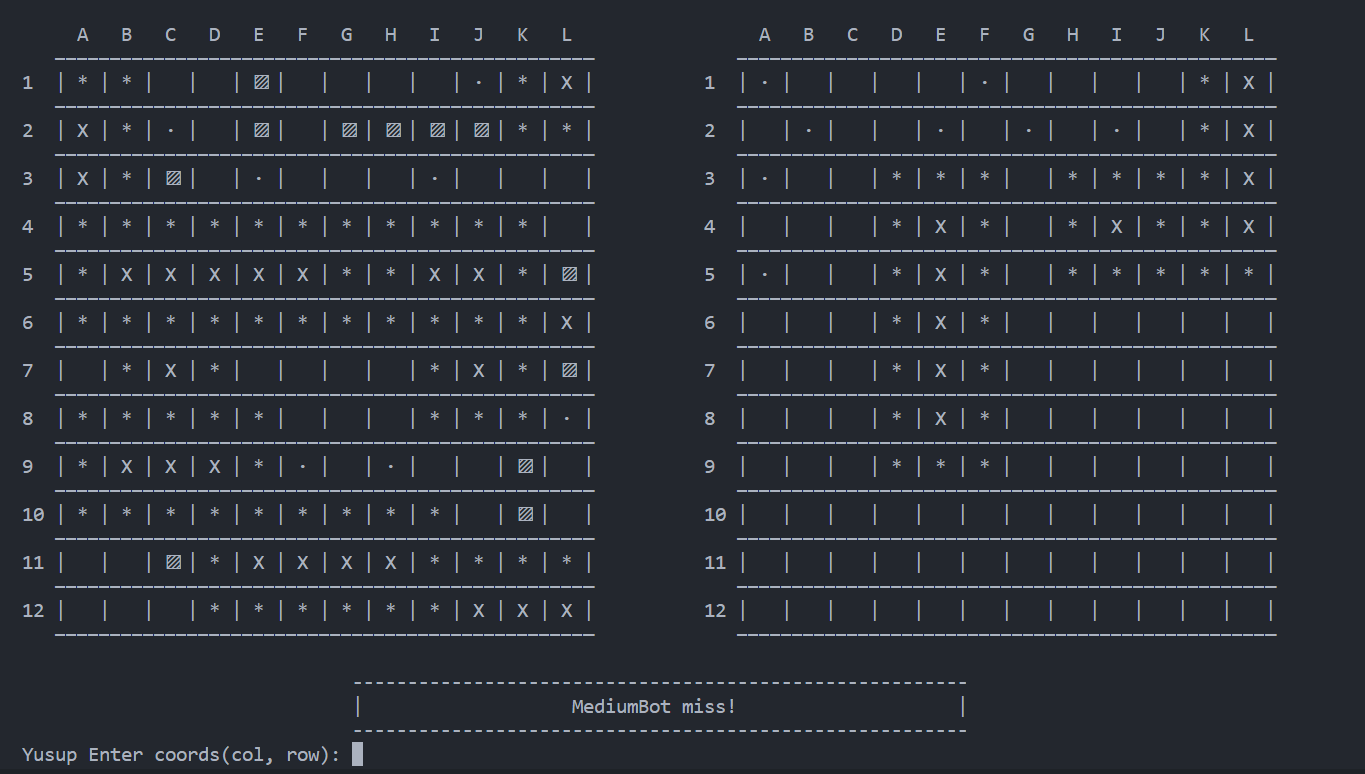 A B C D E F G H I J K L A B C D E F G H I J K L
1 | * | * |   |   | ▨ |   |   |   |   | · | * | X | 1 | · |   |   |   |   | · |   |   |   |   | * | X |
2 | X | * | · |   | ▨ |   | ▨ | ▨ | ▨ | ▨ | * | * | 2 |   | · |   |   | · |   | · |   | · |   | * | X |
3 | X | * | ▨ |   | · |   |   |   | · |   |   |   | 3 | · |   |   | * | * | * |   | * | * | * | * | X |
4 | * | * | * | * | * | * | * | * | * | * | * |   | 4 |   |   |   | * | X | * |   | * | X | * | * | X |
5 | * | X | X | X | X | X | * | * | X | X | * | ▨ | 5 | · |   |   | * | X | * |   | * | * | * | * | * |
6 | * | * | * | * | * | * | * | * | * | * | * | X | 6 |   |   |   | * | X | * |   |   |   |   |   |   |
7 |   | * | X | * |   |   |   |   | * | X | * | ▨ | 7 |   |   |   | * | X | * |   |   |   |   |   |   |
8 | * | * | * | * | * |   |   |   | * | * | * | · | 8 |   |   |   | * | X | * |   |   |   |   |   |   |
9 | * | X | X | X | * | · |   | · |   |   | ▨ |   | 9 |   |   |   | * | * | * |   |   |   |   |   |   |
10 | * | * | * | * | * | * | * | * | * |   | ▨ |   | 10 |   |   |   |   |   |   |   |   |   |   |   |   |
11 |   |   | ▨ | * | X | X | X | X | * | * | * | * | 11 |   |   |   |   |   |   |   |   |   |   |   |   |
12 |   |   |   | * | * | * | * | * | * | X | X | X | 12 |   |   |   |   |   |   |   |   |   |   |   |   |
| MediumBot miss! |
Yusup Enter coords(col, row):